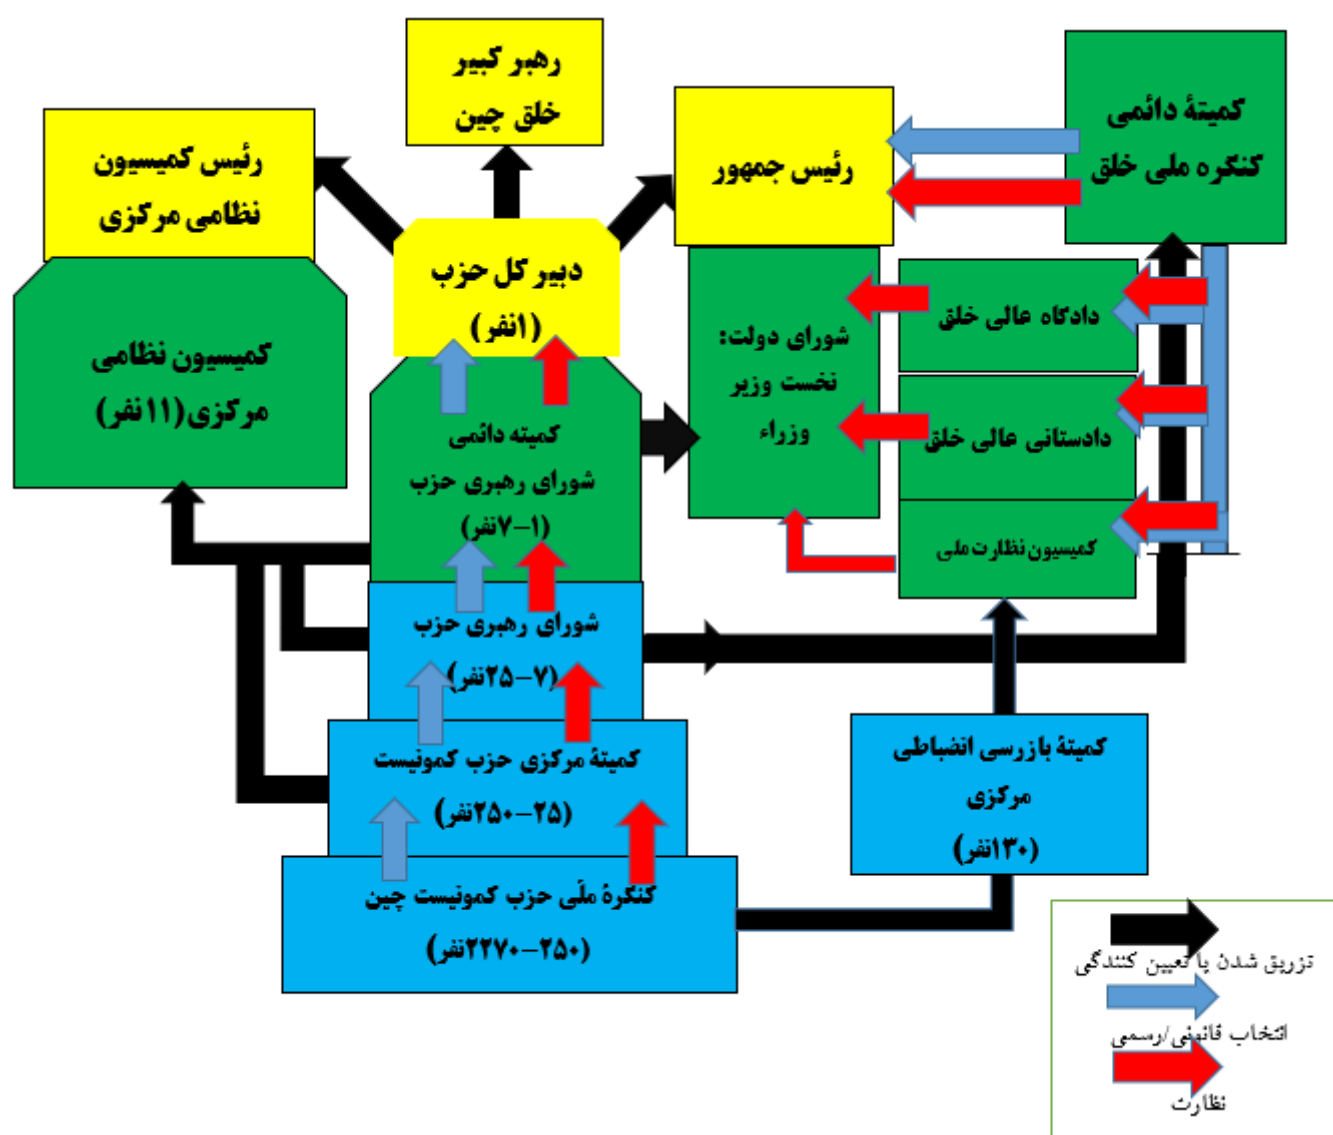 رهبر کبیر
خلق چین
رئیس کمیسیون
نظامی مرکزی
رئیس جمهور
کمیتهٔ دائمی
کنگره ملی خلق
دبیر کل حزب
(۱نفر)
کمیسیون نظامی
مرکزی(۱۱نفر)
شورای دولت:
نخست وزیر
وزراء
دادگاه عالی خلق
دادستانی عالی خلق
کمیسیون نظارت ملی
کمیته دائمی
شورای رهبری حزب
(۱-۷نفر)
شورای رهبری حزب
(۷-۲۵نفر)
کمیتهٔ مرکزی حزب کمونیست
(۲۵-۲۵۰نفر)
کنگرهٔ ملّی حزب کمونیست چین
(۲۵۰-۲۲۷۰نفر)
کمیتهٔ بازرسی انضباطی
مرکزی
(۱۳۰نفر)
تزریق شدن یا تعیین کنندگی
انتخاب قانونی/رسمی
نظارت